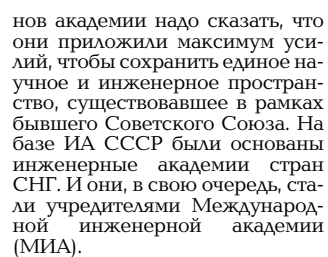 нов академии надо сказать, что
они приложили максимум уси-
лий, чтобы сохранить единое на-
учное и инженерное простран-
ство, существовавшее в рамках
бывшего Советского Союза. На
базе ИА СССР были основаны
инженерные академии стран
СНГ. И они, в свою очередь, ста-
ли учредителями Международ-
ной инженерной академии
(МИА).